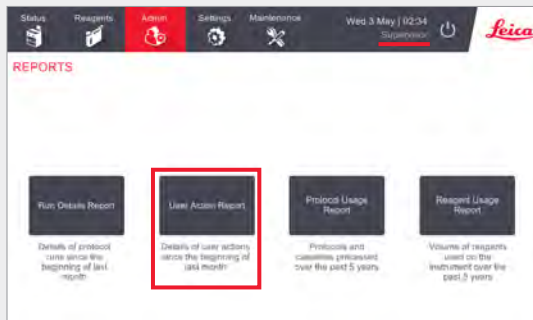 Status Reagents Admin Settings Maintenance Wed 3 May | 02:34
Supervisor
Leica
REPORTS
Run Details Report
User Action Report
Protocol Usage
Report
Reagent Usage
Report
Details of protocol
runs since the
beginning of last
month
Details of user actions
since the beginning of
last month
Protocols and
cassettes processed
over the past 5 years
Volume of reagents
used on the
instrument over the
past 5 years